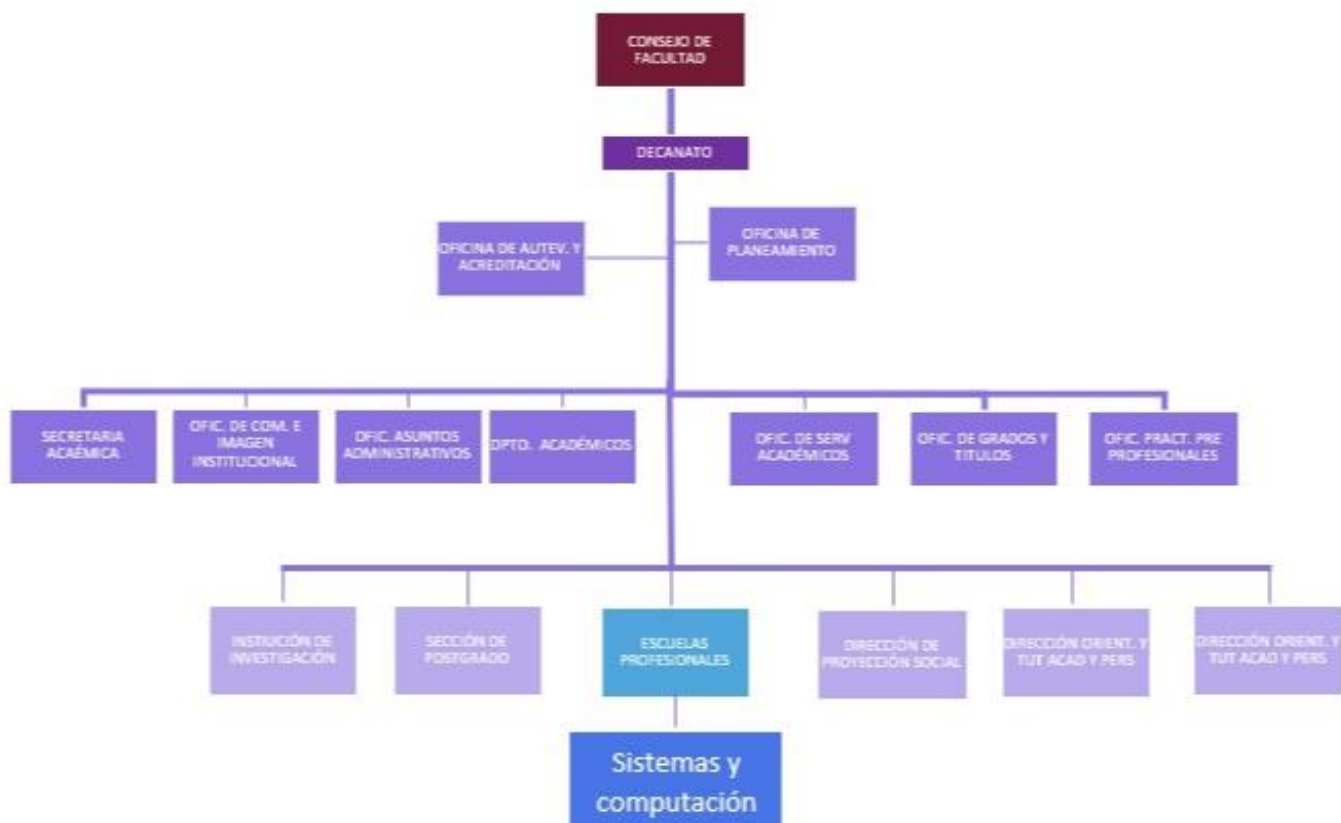 CONSEJO DE
FACULTAD
DECANATO
OFICINA DE AUTEV. Y
ACREDITACIÓN
OFICINA DE
PLANEAMIENTO
SECRETARIA
ACAÉMICA
OFIC. DE COM. E
IMAGEN
INSTITUCIONAL
OFIC. ASUNTOS
ADMINISTRATIVOS
DPTO. ACADÉMICOS
OFIC. DE SERV
ACADÉMICOS
OFIC. DE GRADOS Y
TITULOS
OFIC. PRACT. PRE
PROFESIONALES
INSTIUCIÓN DE
INVESTIGACIÓN
SECCIÓN DE
POSTGRADO
ESCUELAS
PROFESIONALES
DIRECCIÓN DE
PROYECCIÓN SOCIAL
DIRECCIÓN ORIENT. Y
TUT ACAD Y PERS
DIRECCIÓN ORIENT. Y
TUT ACAD Y PERS
Sistemas y
computación